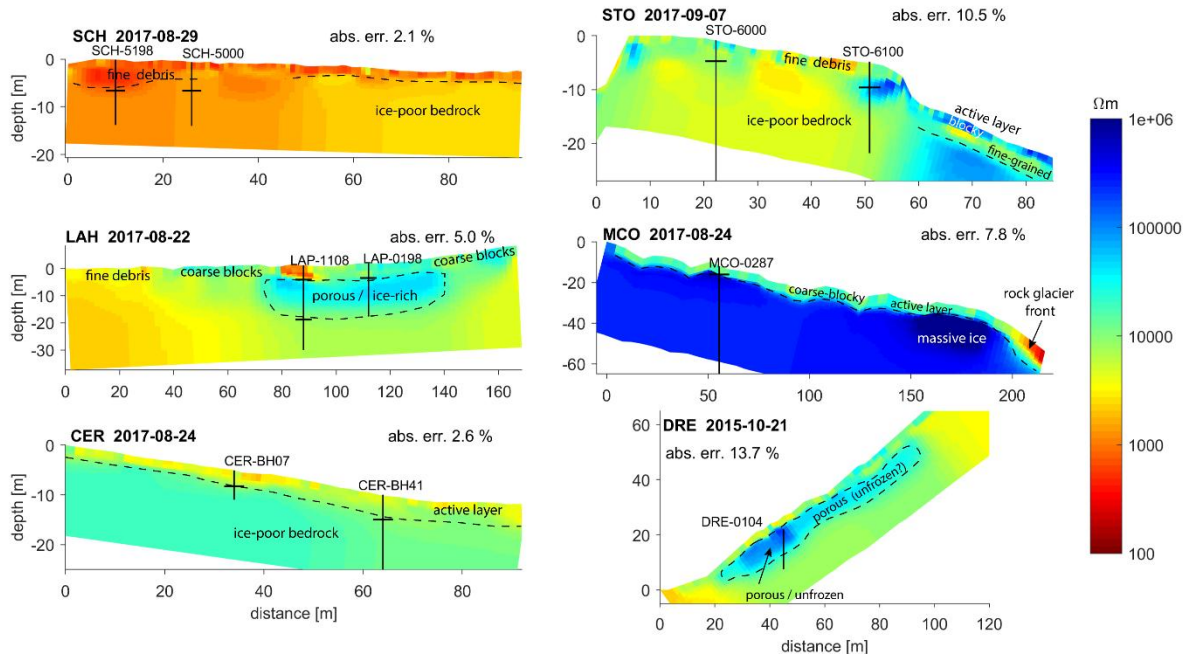 SCH 2017-08-29
abs. err. 2.1 %
SCH-5198
SCH-5000
fine debris
ice-poor bedrock
depth [m]
0
-10
-20
0 20 40 60 80
LAH 2017-08-22
abs. err. 5.0 %
LAP-1108
LAP-0198
fine debris
coarse blocks
coarse blocks
porous / ice-rich
depth [m]
0
-10
-20
-30
0 20 40 60 80 100 120 140 160
CER 2017-08-24
abs. err. 2.6 %
CER-BH07
CER-BH41
active layer
ice-poor bedrock
depth [m]
0
-10
-20
0 20 40 60 80
distance [m]
STO 2017-09-07
abs. err. 10.5 %
STO-6000
STO-6100
fine debris
ice-poor bedrock
active layer
blocky
fine-grained
0
-10
-20
0 10 20 30 40 50 60 70 80
MCO 2017-08-24
abs. err. 7.8 %
MCO-0287
coarse-blocky
active layer
massive ice
rock glacier
front
0
-20
-40
-60
0 50 100 150 200
DRE 2015-10-21
abs. err. 13.7 %
DRE-0104
porous (unfrozen?)
porous / unfrozen
60
40
20
0
0 20 40 60 80 100 120
distance [m]
Ωm
1e+06
100000
10000
1000
100